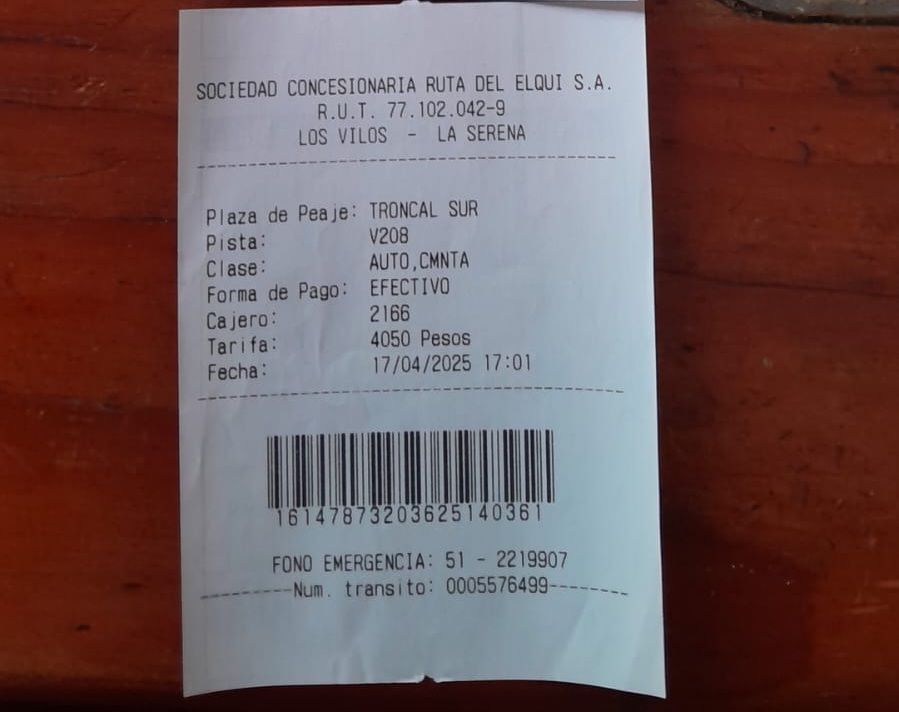 SOCIEDAD CONCESIONARIA RUTA DEL ELQUI S.A.
R.U.T. 77.102.042-9
LOS VILOS - LA SERENA
Plaza de Peaje: TRONCAL SUR
Pista: V208
Clase: AUTO,CMNTA
Forma de Pago: EFECTIVO
Cajero: 2166
Tarifa: 4050 Pesos
Fecha: 17/04/2025 17:01
16147873203625140361
FONO EMERGENCIA: 51 - 2219907
---------Num. transito: 0005576499--------